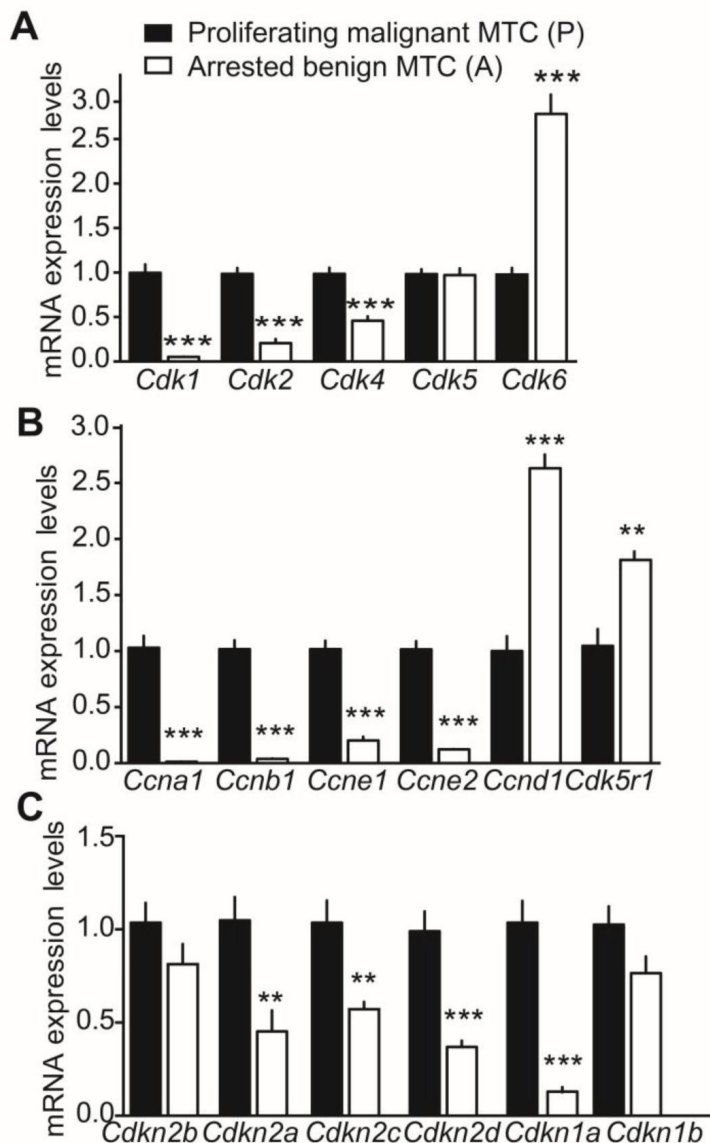 A
Proliferating malignant MTC (P)
Arrested benign MTC (A)
mRNA expression levels
3.0
2.5
2.0
1.5
1.0
0.5
0.0
***
***
***
***
Cdk1 Cdk2 Cdk4 Cdk5 Cdk6
B
mRNA expression levels
3.0
2.5
2.0
1.5
1.0
0.5
0.0
***
***
***
***
***
**
Ccna1 Ccnb1 Ccne1 Ccne2 Ccnd1 Cdk5r1
C
mRNA expression levels
1.5
1.0
0.5
0.0
**
**
***
***
Cdkn2b Cdkn2a Cdkn2c Cdkn2d Cdkn1a Cdkn1b